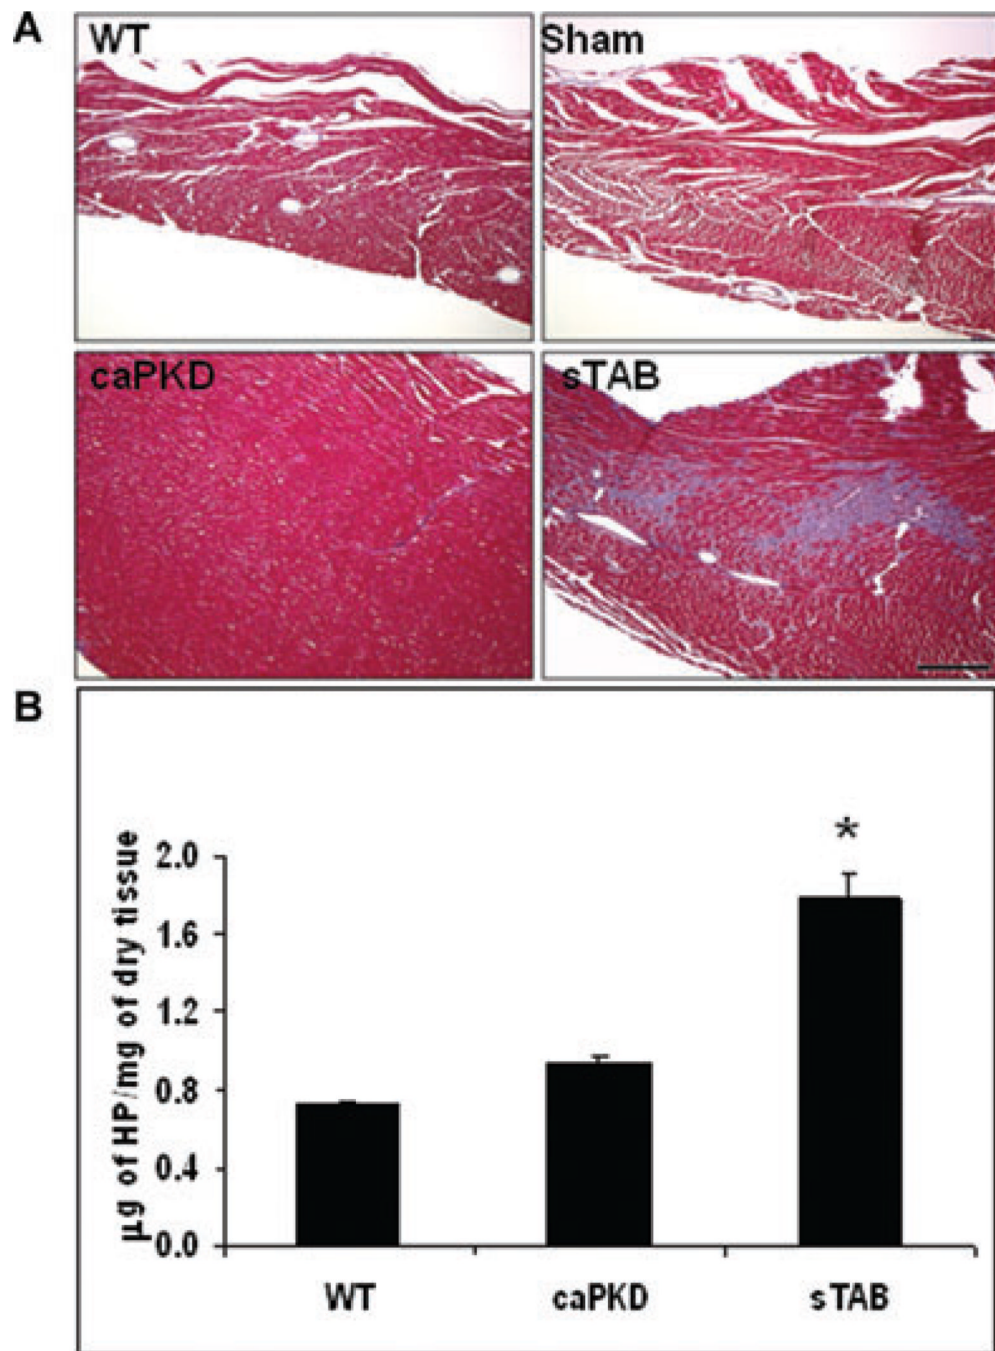 A
WT
Sham
caPKD
sTAB
B
µg of HP/mg of dry tissue
2.0
1.6
1.2
0.8
0.4
0.0
*
WT
caPKD
sTAB